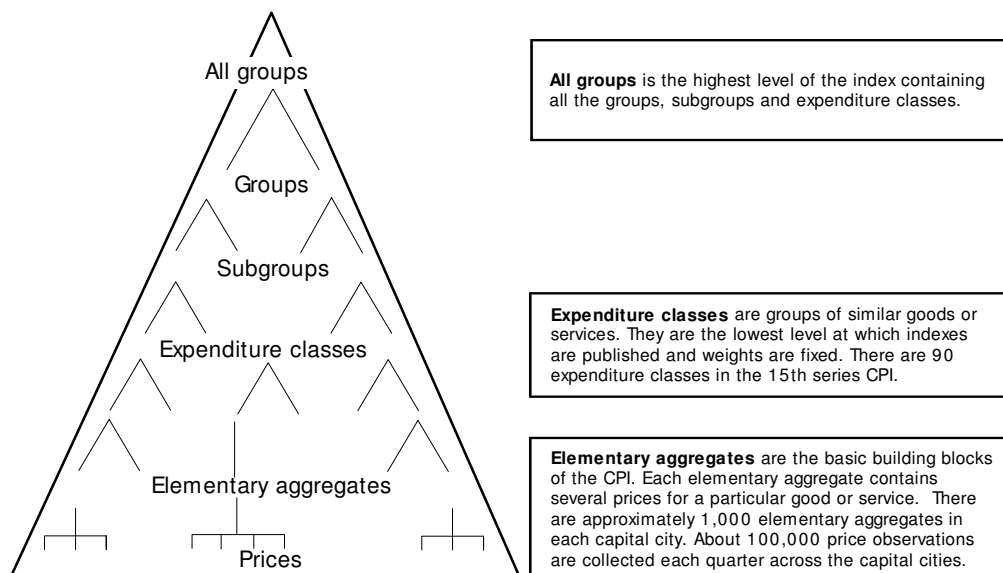 All groups
Groups
Subgroups
Expenditure classes
Elementary aggregates
Prices
All groups is the highest level of the index containing
all the groups, subgroups and expenditure classes.
Expenditure classes are groups of similar goods or
services. They are the lowest level at which indexes
are published and weights are fixed. There are 90
expenditure classes in the 15th series CPI.
Elementary aggregates are the basic building blocks
of the CPI. Each elementary aggregate contains
several prices for a particular good or service. There
are approximately 1,000 elementary aggregates in
each capital city. About 100,000 price observations
are collected each quarter across the capital cities.